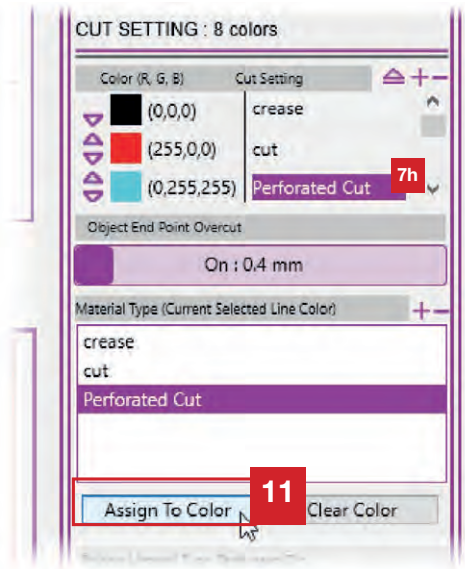 CUT SETTING : 8 colors
Color (R, G, B) Cut Setting
(0,0,0) crease
(255,0,0) cut
(0,255,255) Perforated Cut 7h
Object End Point Overcut
On : 0.4 mm
Material Type (Current Selected Line Color)
crease
cut
Perforated Cut
11
Assign To Color Clear Color